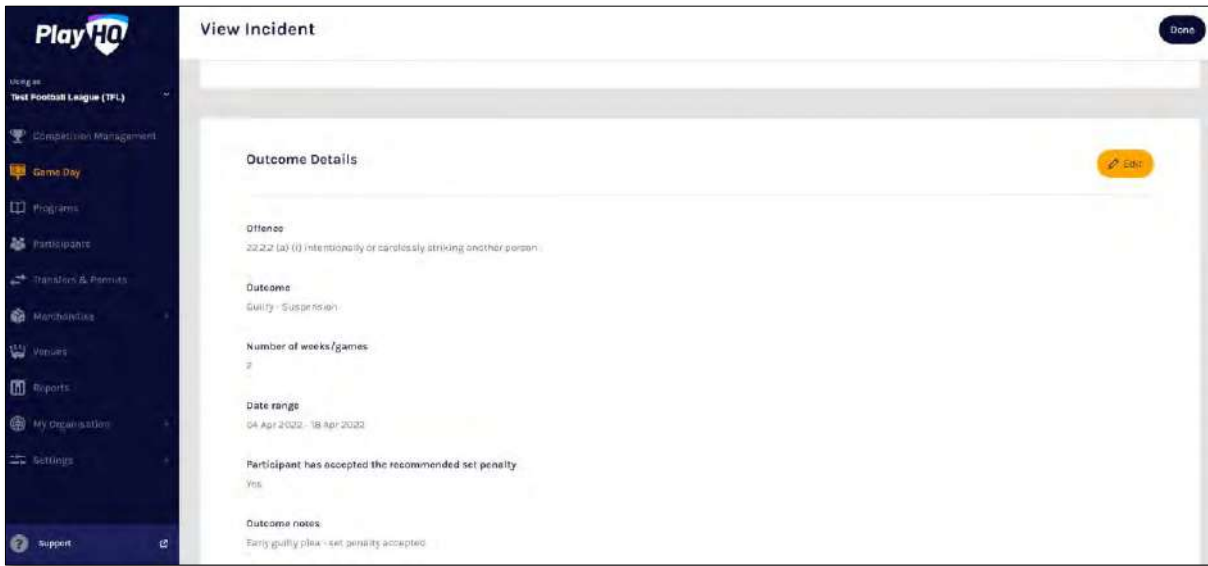 PlayHQ
View Incident
Done
Using as
Test Football League (TFL)
Competition Management
Game Day
Programs
Participants
Transfers & Permits
Merchandise
Venues
Reports
My Organisation
Settings
Support
Outcome Details
Edit
Offence
22.2.2 (a) (i) intentionally or carelessly striking another person
Outcome
Guilty - Suspension
Number of weeks/games
2
Date range
04 Apr 2022 - 18 Apr 2022
Participant has accepted the recommended set penalty
Yes
Outcome notes
Early guilty plea - set penalty accepted